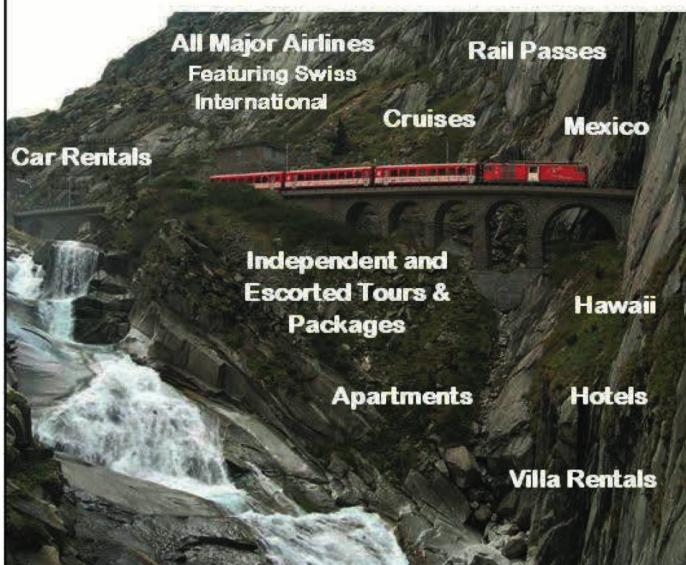 All Major Airlines
Featuring Swiss
International
Rail Passes
Cruises
Mexico
Car Rentals
Independent and
Escorted Tours &
Packages
Hawaii
Apartments
Hotels
Villa Rentals